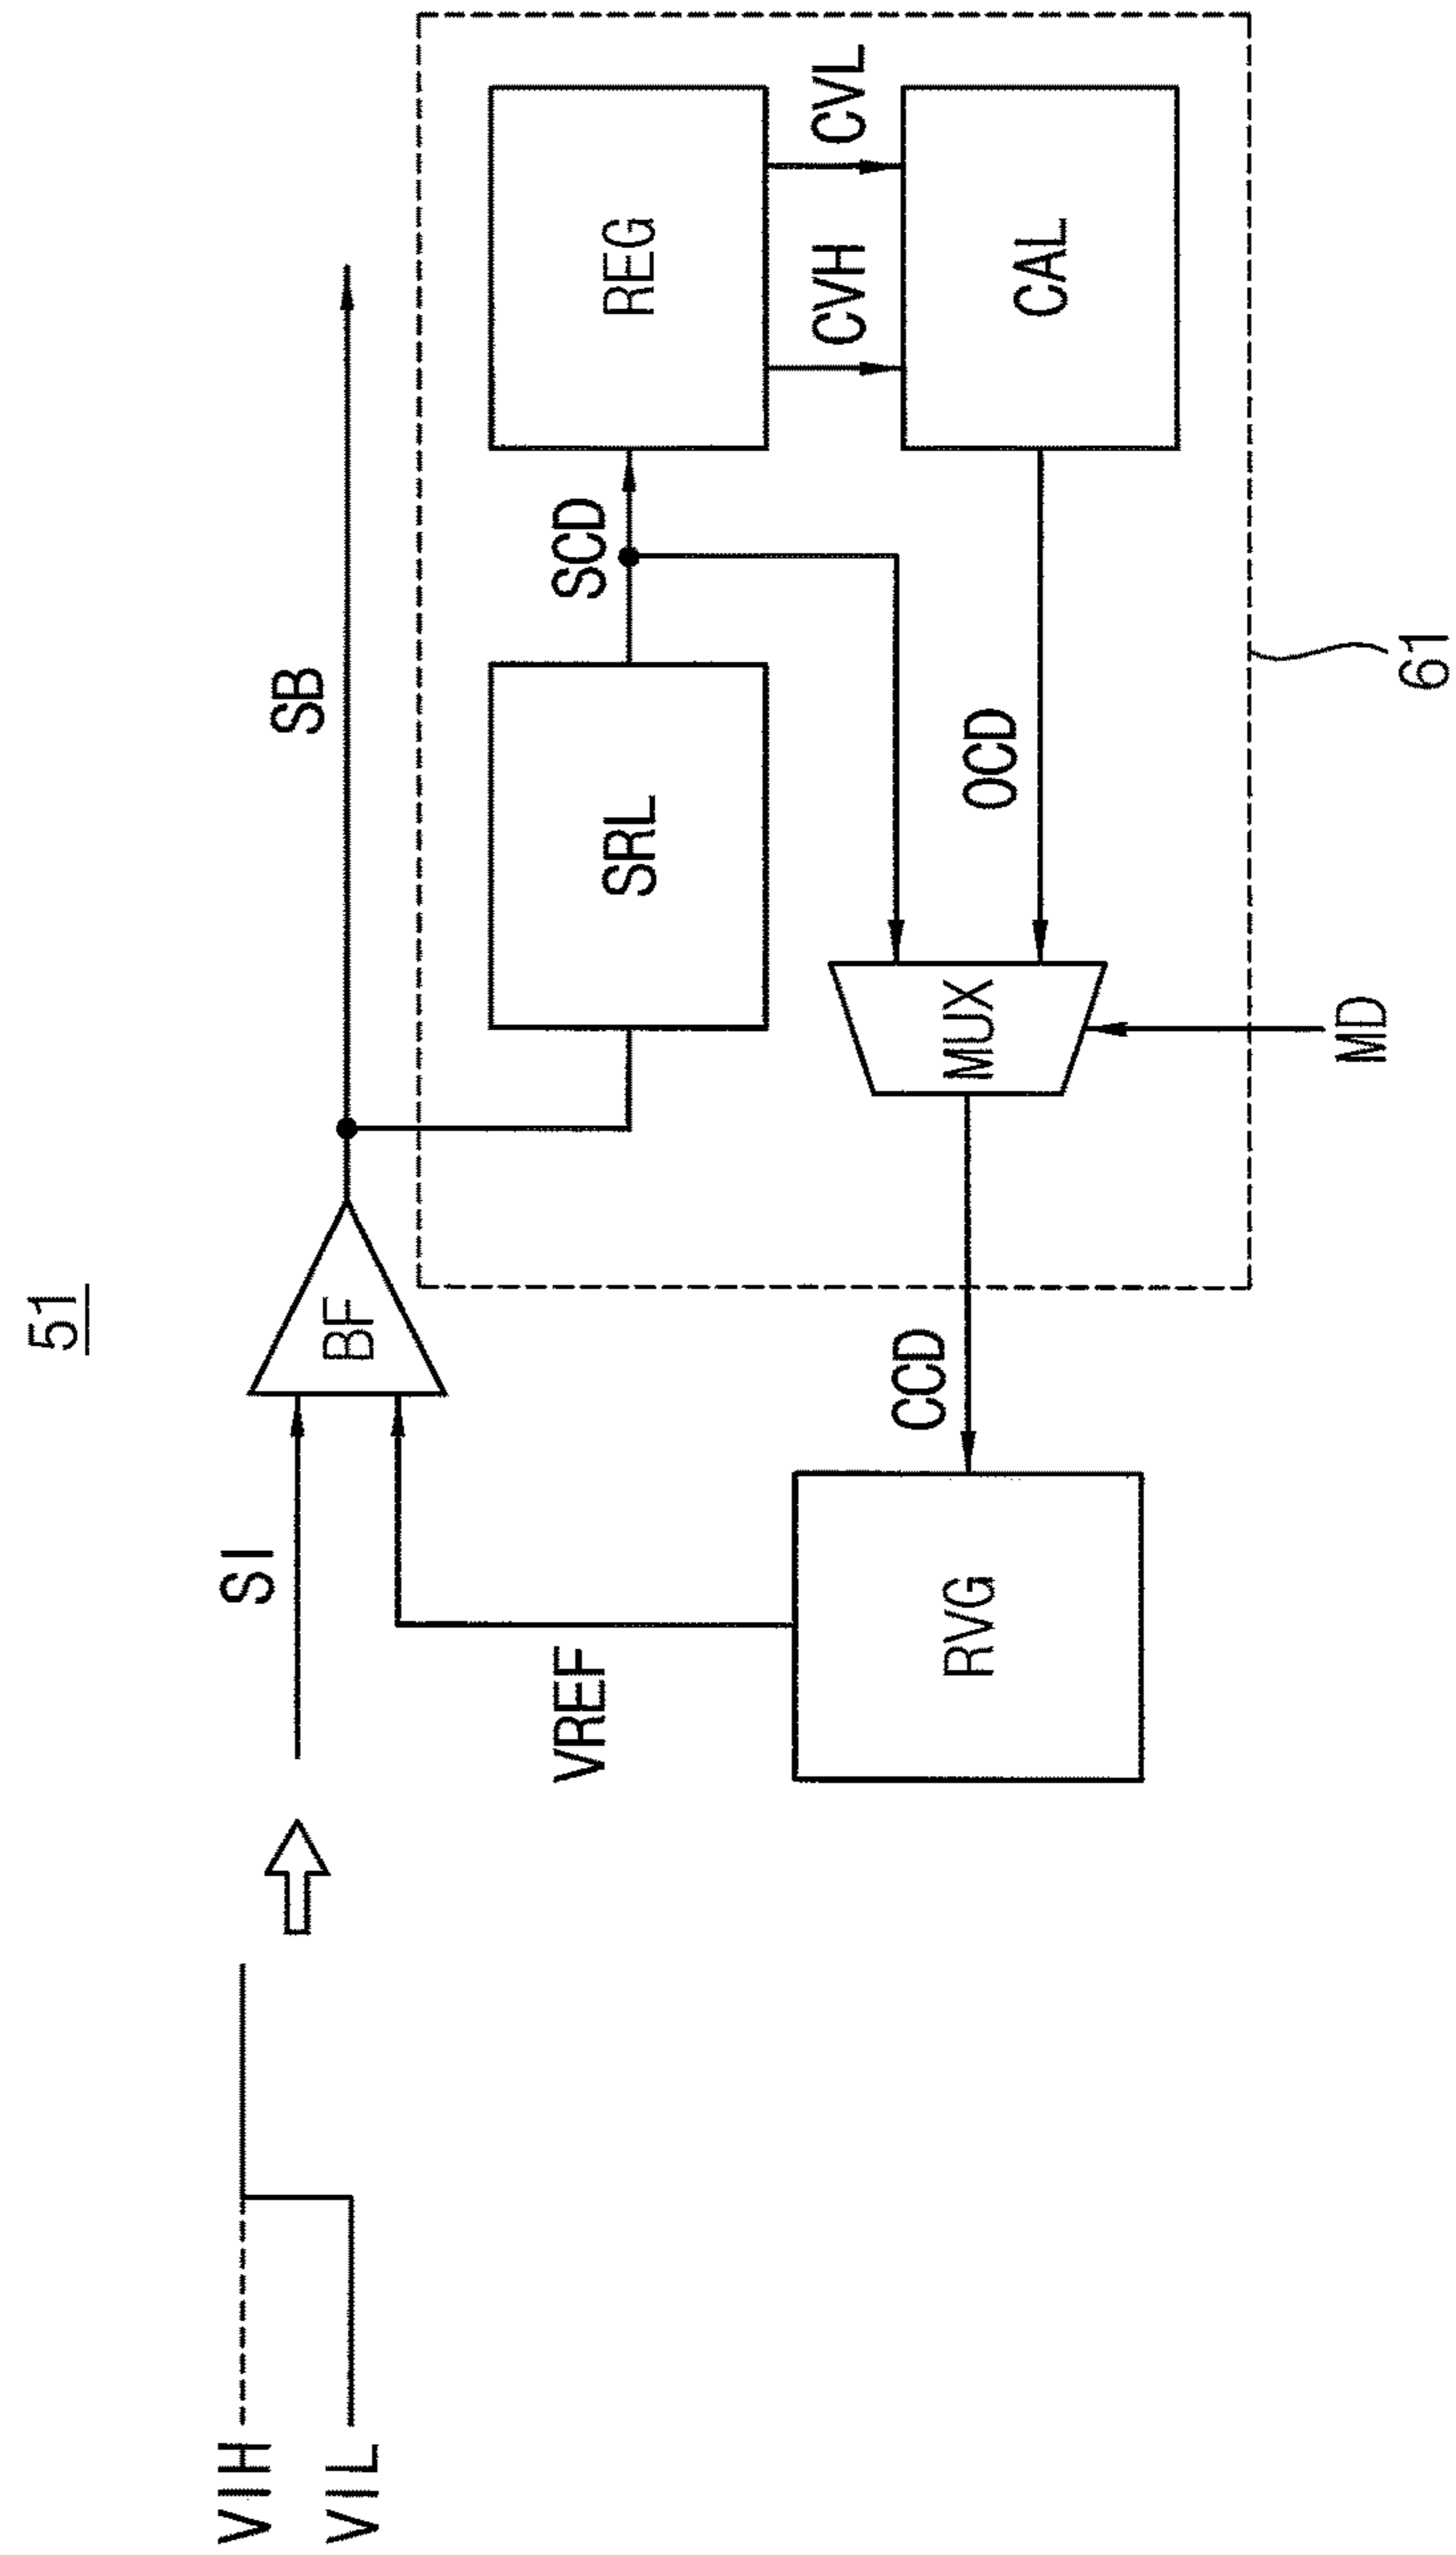 51
VIH
VIL
SI
BF
SB
VREF
SRL
SCD
REG
CVH
CVL
RVG
CCD
MUX
OCD
CAL
MD
61